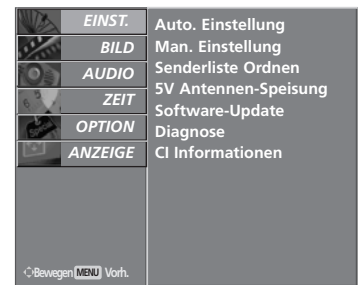 EINST.
BILD
AUDIO
ZEIT
OPTION
ANZEIGE
Auto. Einstellung
Man. Einstellung
Senderliste Ordnen
5V Antennen-Speisung
Software-Update
Diagnose
CI Informationen
Bewegen MENU Vorh.